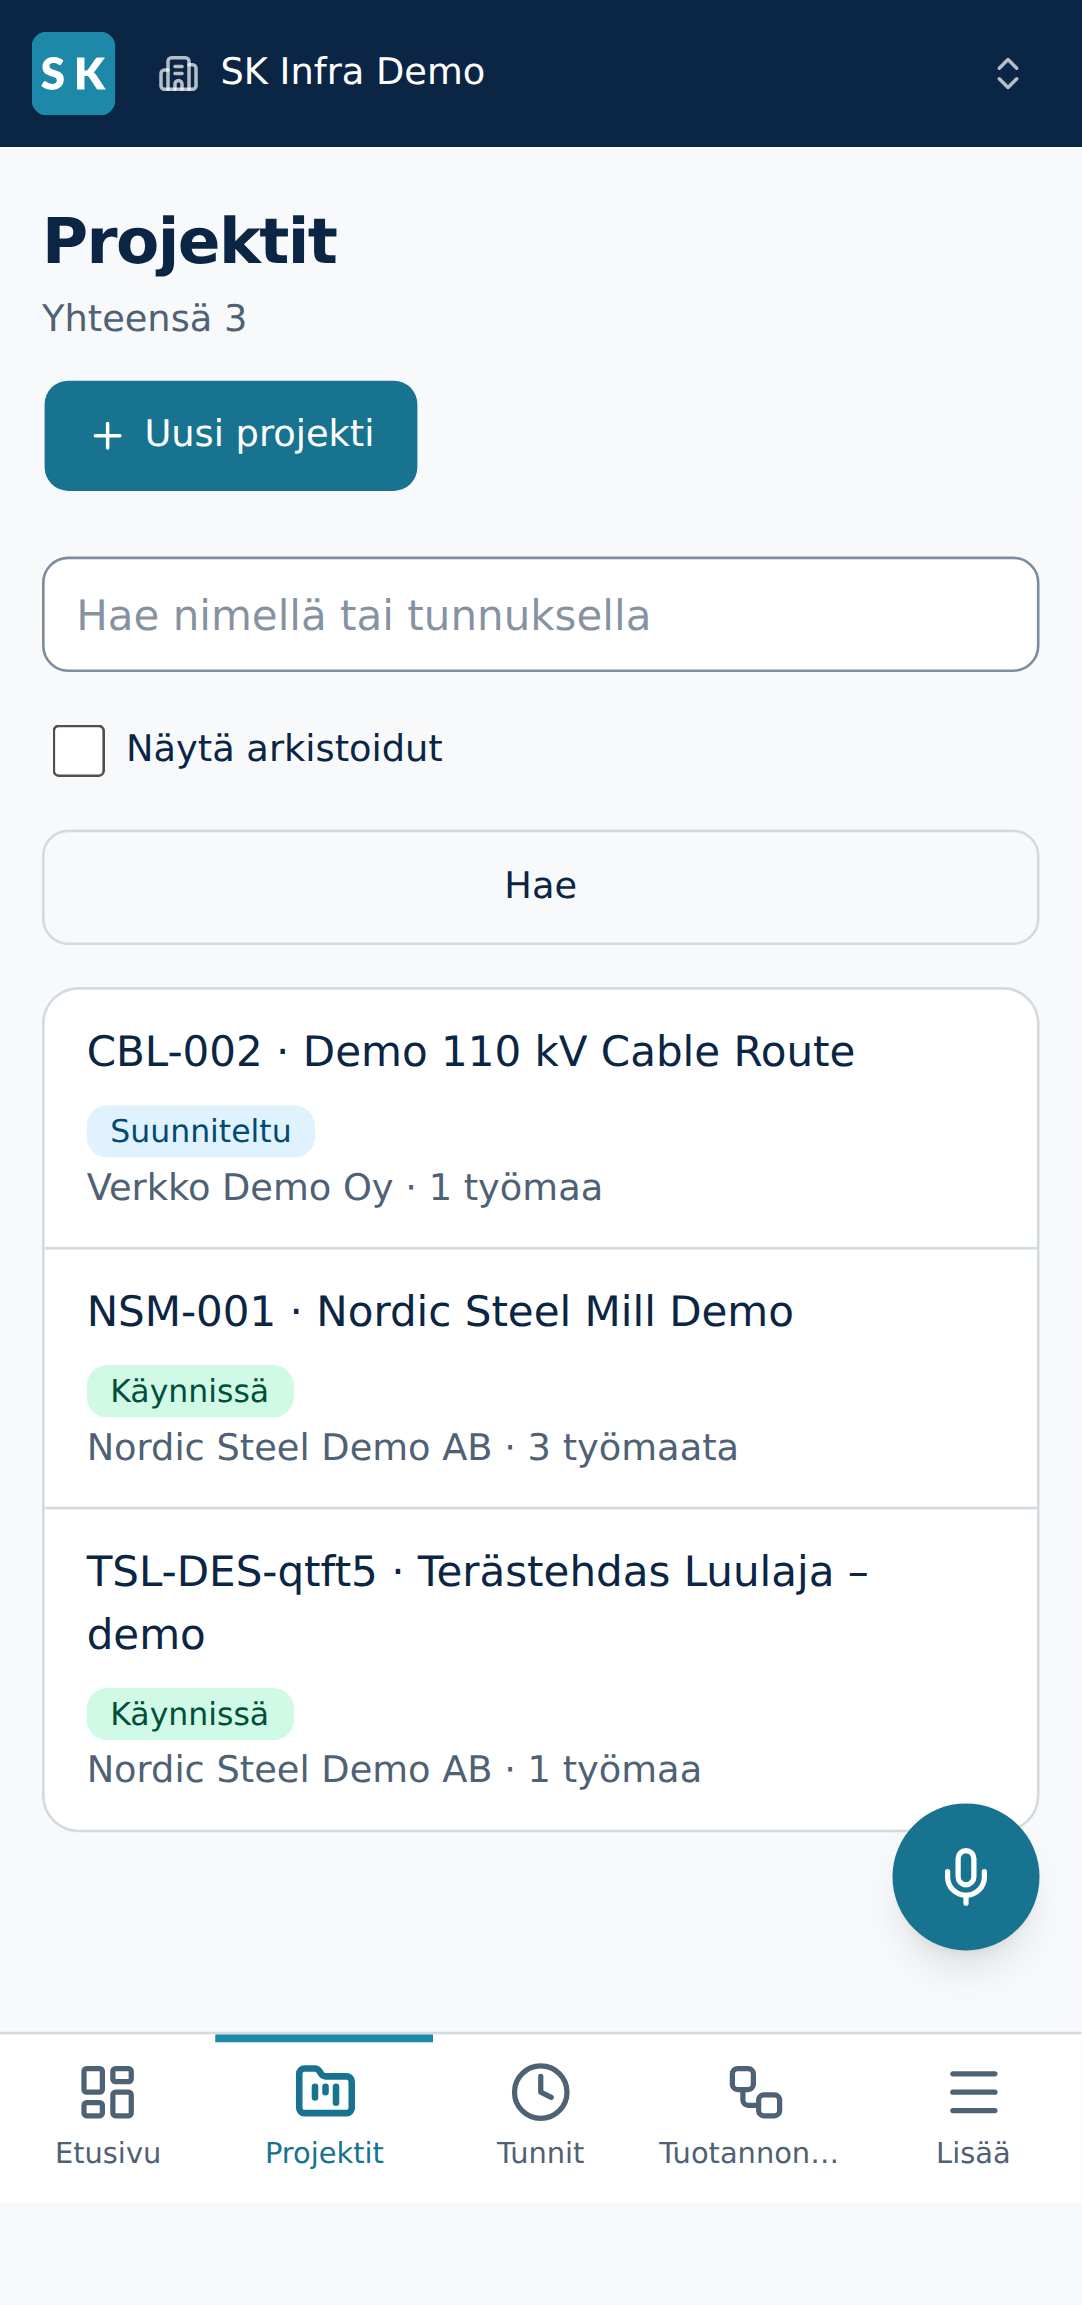 SK
SK Infra Demo
Projektit
Yhteensä 3
+ Uusi projekti
Hae nimellä tai tunnuksella
Näytä arkistoidut
Hae
CBL-002 · Demo 110 kV Cable Route
Suunniteltu
Verkko Demo Oy · 1 työmaa
NSM-001 · Nordic Steel Mill Demo
Käynnissä
Nordic Steel Demo AB · 3 työmaata
TSL-DES-qtft5 · Terästehdas Luulaja –
demo
Käynnissä
Nordic Steel Demo AB · 1 työmaa
Etusivu
Projektit
Tunnit
Tuotannon...
Lisää